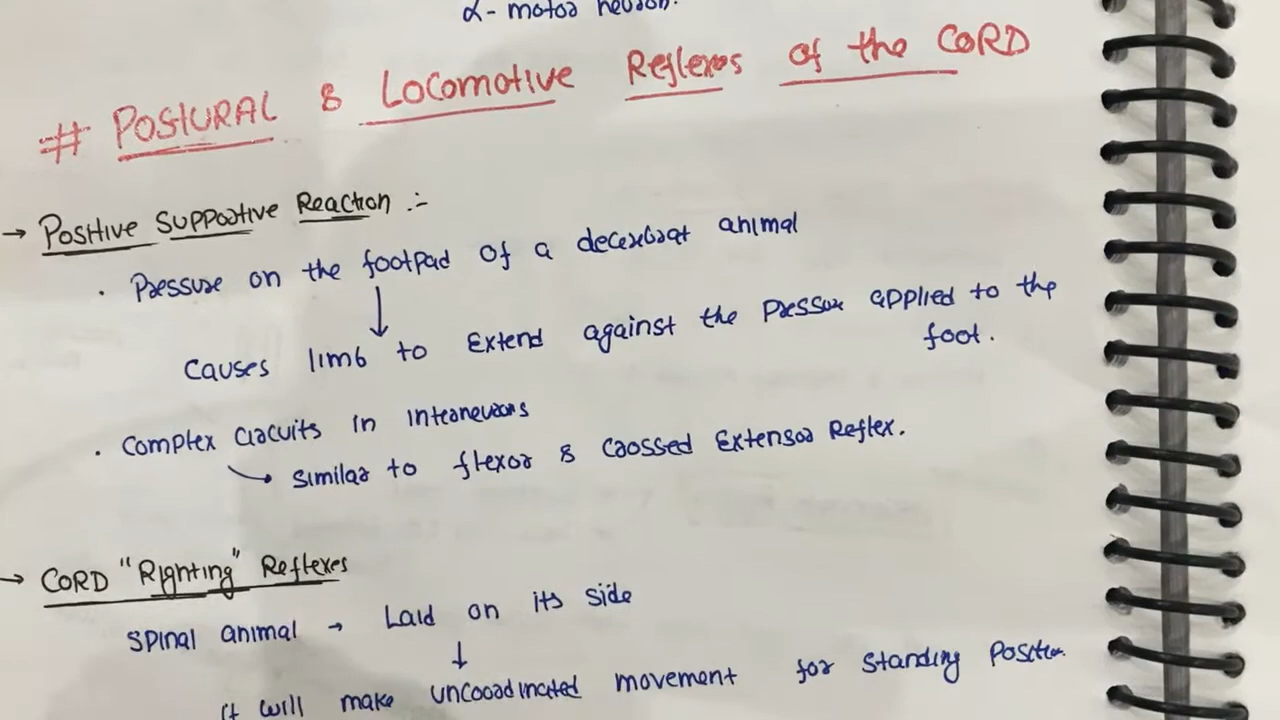 α- motor neuron.
# POSTURAL & LOCOMOTIVE Reflexes of the CORD
→ Positive Supportive Reaction :-
· Pressure on the footpad of a decerebrat animal
↓
causes limb to Extend against the Pressure applied to the
foot.
· Complex circuits in interneurons
→ similar to flexor & crossed Extensor Reflex.
→ CORD "Righting" Reflexes
Spinal animal → Laid on its side
↓
It will make uncoordinated movement for standing position.